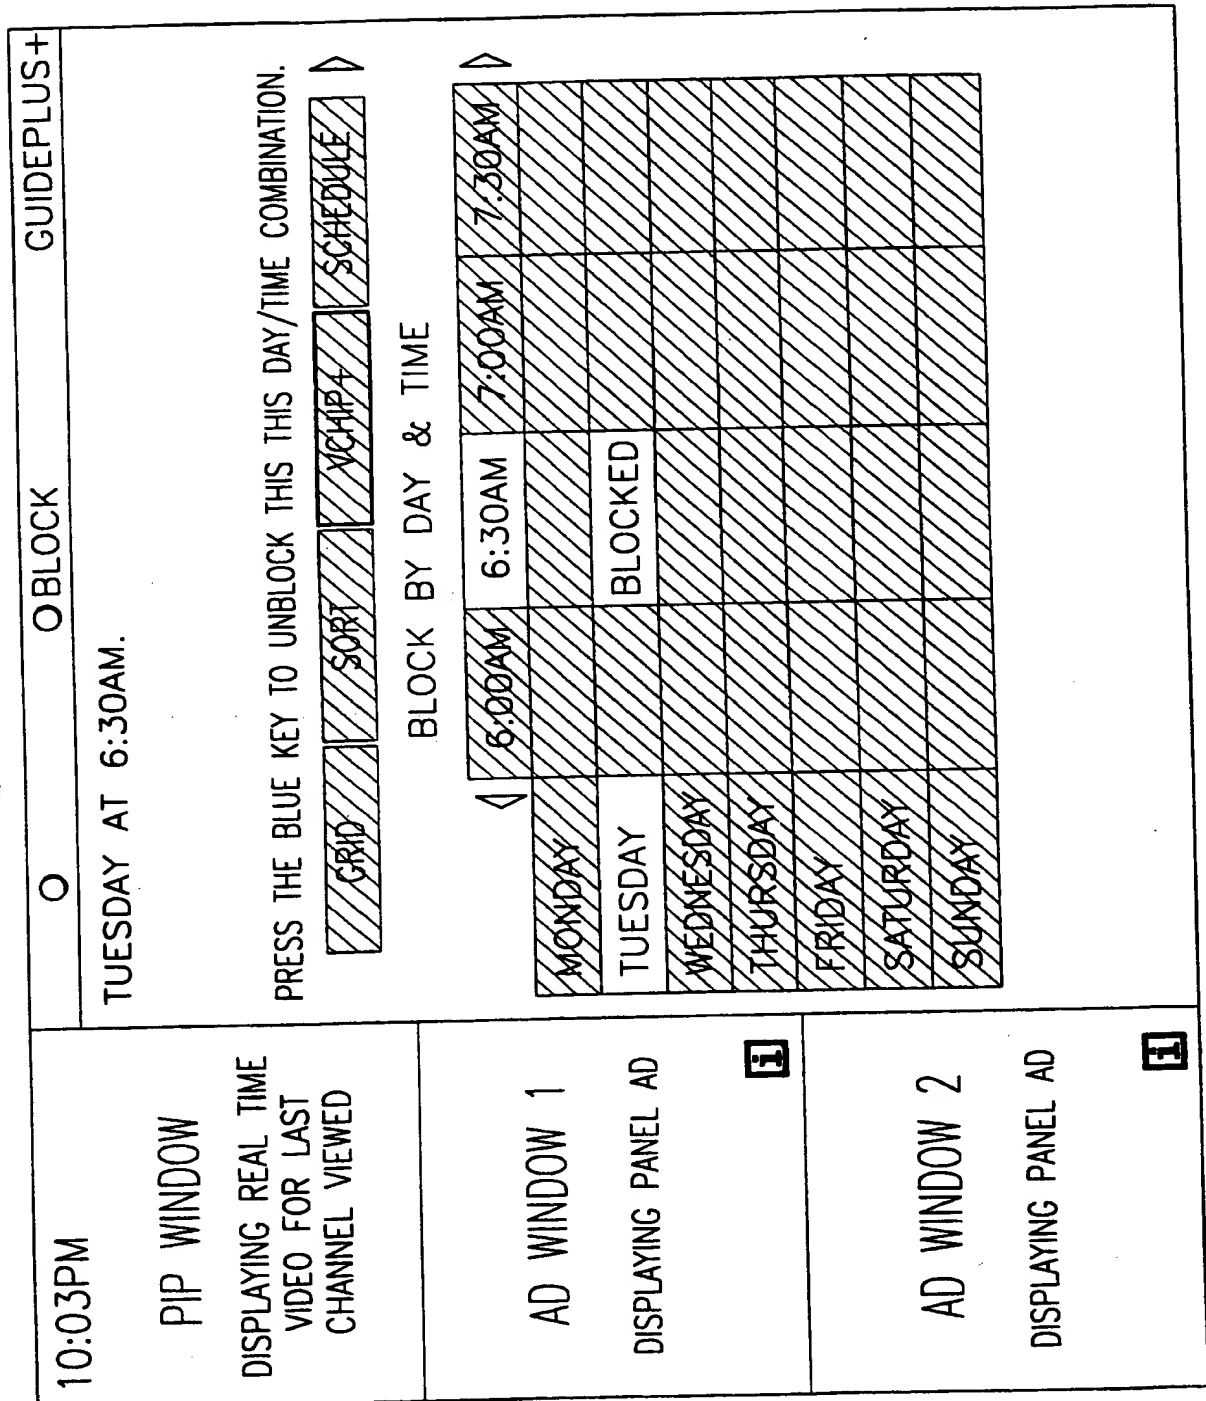 10:03PM
O
O BLOCK
GUIDEPLUS+
PIP WINDOW
DISPLAYING REAL TIME
VIDEO FOR LAST
CHANNEL VIEWED
AD WINDOW 1
DISPLAYING PANEL AD
i
AD WINDOW 2
DISPLAYING PANEL AD
i
TUESDAY AT 6:30AM.
PRESS THE BLUE KEY TO UNBLOCK THIS THIS DAY/TIME COMBINATION.
GRID SORT VCHIP+ SCHEDULE
BLOCK BY DAY & TIME
6:00AM 6:30AM 7:00AM 7:30AM
MONDAY
TUESDAY BLOCKED
WEDNESDAY
THURSDAY
FRIDAY
SATURDAY
SUNDAY